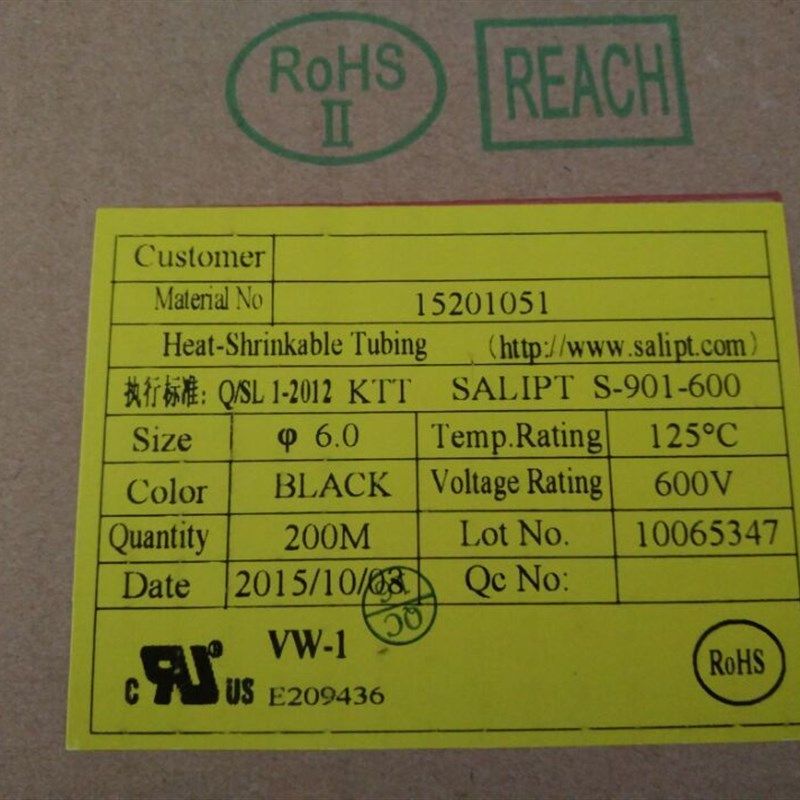 RoHS
II
REACH
Customer
Material No 15201051
Heat-Shrinkable Tubing (http://www.salipt.com)
执行标准: Q/SL 1-2012 KTT SALIPT S-901-600
Size φ 6.0 Temp.Rating 125°C
Color BLACK Voltage Rating 600V
Quantity 200M Lot No. 10065347
Date 2015/10/03 Qc No:
QC
c RU US VW-1
E209436
RoHS